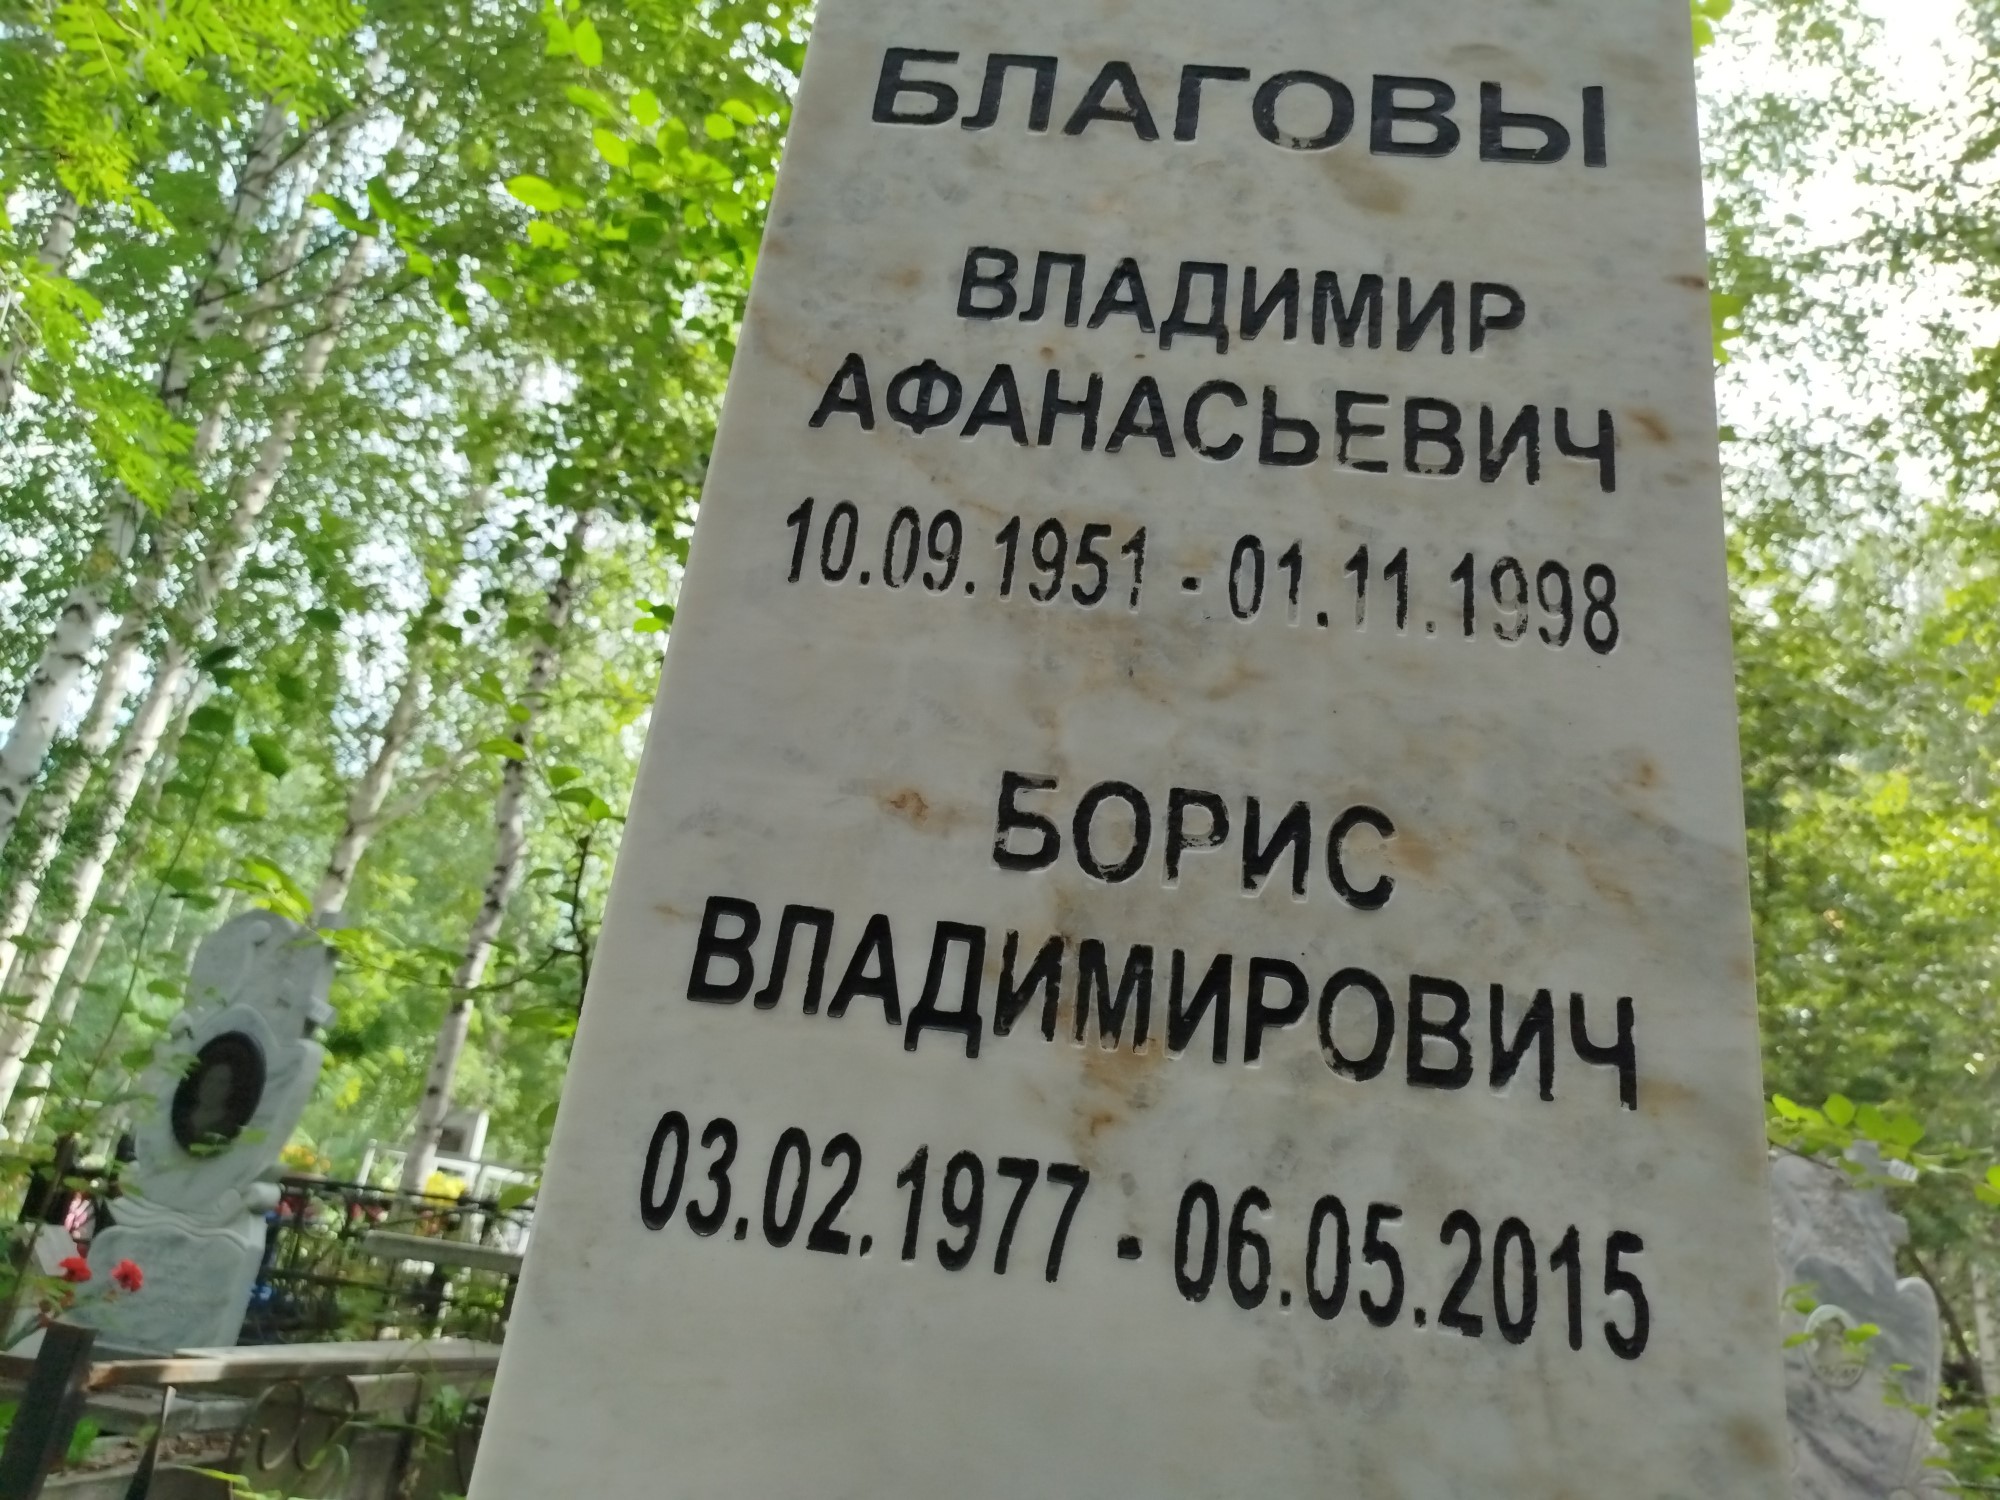 БЛАГОВЫ
ВЛАДИМИР
АФАНАСЬЕВИЧ
10.09.1951 - 01.11.1998
БОРИС
ВЛАДИМИРОВИЧ
03.02.1977 - 06.05.2015